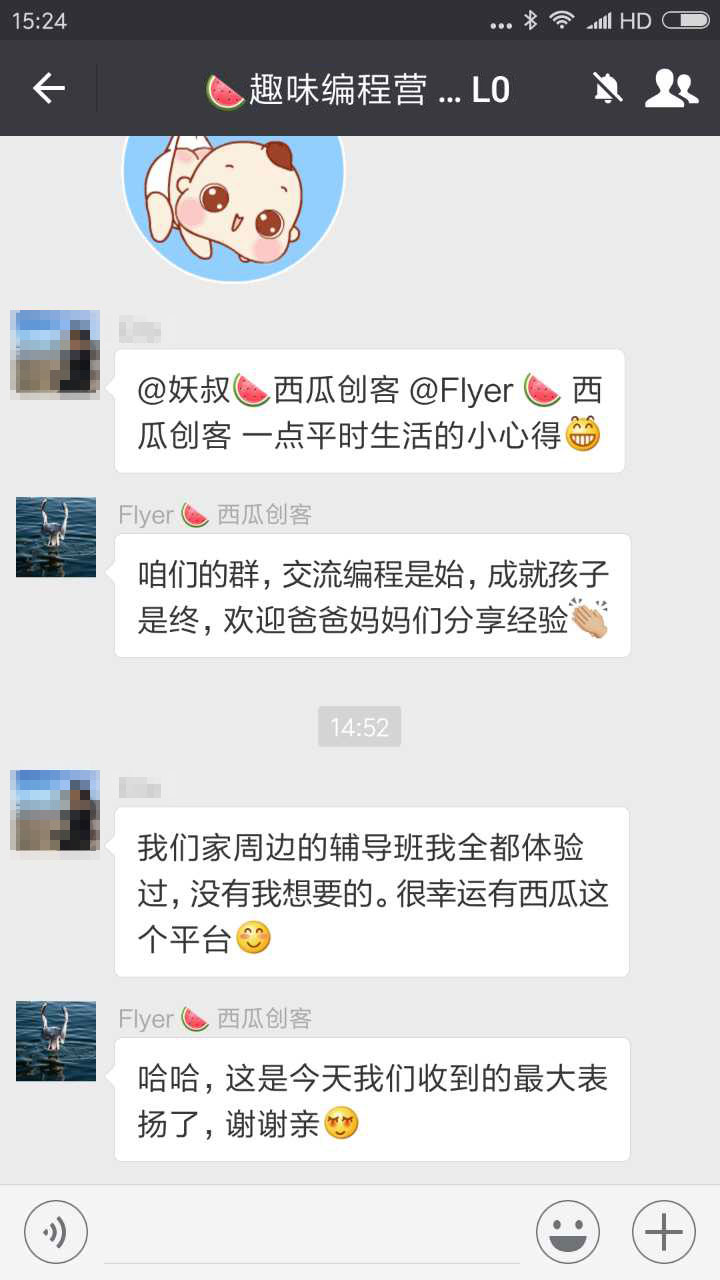 15:24
HD
🍉趣味编程营 ... L0
@妖叔🍉西瓜创客 @Flyer 🍉 西
瓜创客 一点平时生活的小心得😁
Flyer 🍉 西瓜创客
咱们的群，交流编程是始，成就孩子
是终，欢迎爸爸妈妈们分享经验👏🏼
14:52
我们家周边的辅导班我全都体验
过，没有我想要的。很幸运有西瓜这
个平台😊
Flyer 🍉 西瓜创客
哈哈，这是今天我们收到的最大表
扬了，谢谢亲😍